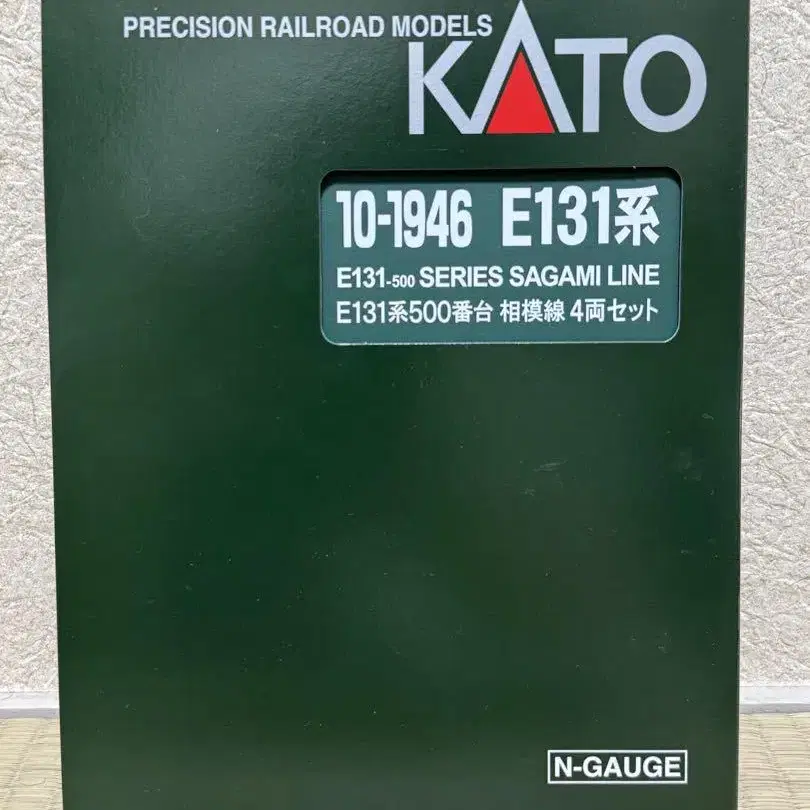 PRECISION RAILROAD MODELS
KATO
10-1946 E131系
E131-500 SERIES SAGAMI LINE
E131系500番台 相模線 4両セット
N-GAUGE